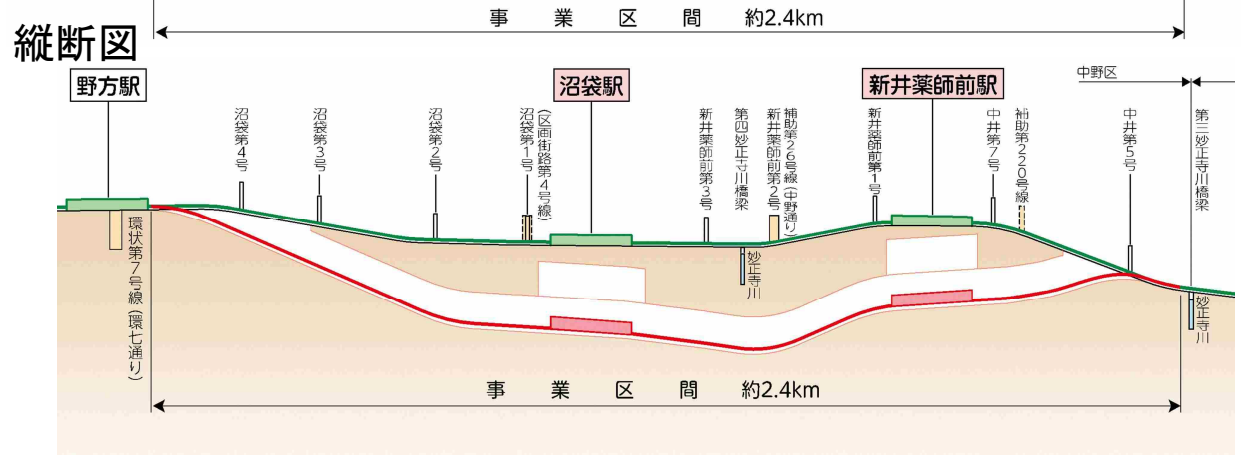 事業区間 約2.4km
縦断図
中野区
野方駅
沼袋駅
新井薬師前駅
沼袋第4号
沼袋第3号
沼袋第2号
沼袋第1号
(区画街路第4号線)
新井薬師前第3号
第四妙正寺川橋梁
新井薬師前第2号
補助第26号線(中野通り)
新井薬師前第1号
中井第7号
補助第220号線
中井第5号
第三妙正寺川橋梁
環状第7号線(環七通り)
妙正寺川
妙正寺川
事業区間 約2.4km